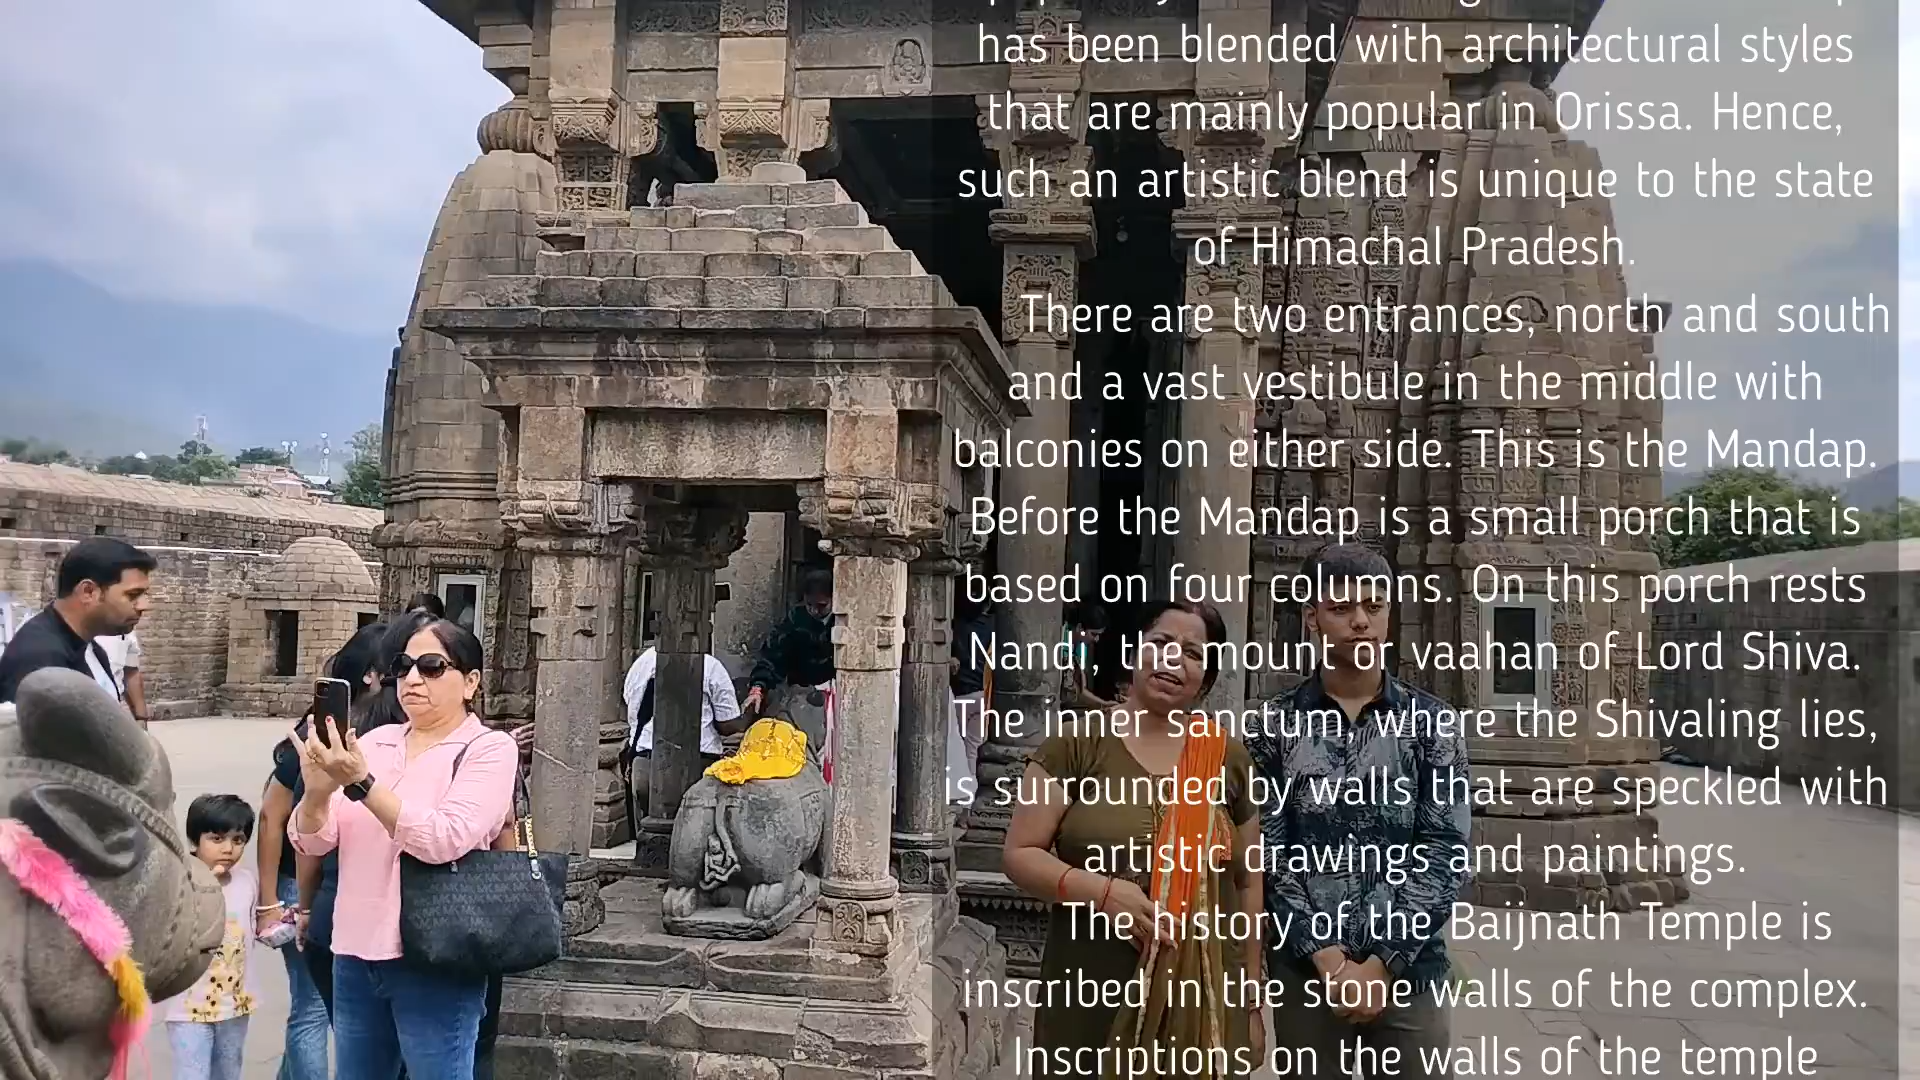 has been blended with architectural styles
that are mainly popular in Orissa. Hence,
such an artistic blend is unique to the state
of Himachal Pradesh.
There are two entrances, north and south
and a vast vestibule in the middle with
balconies on either side. This is the Mandap.
Before the Mandap is a small porch that is
based on four columns. On this porch rests
Nandi, the mount or vaahan of Lord Shiva.
The inner sanctum, where the Shivaling lies,
is surrounded by walls that are speckled with
artistic drawings and paintings.
The history of the Baijnath Temple is
inscribed in the stone walls of the complex.
Inscriptions on the walls of the temple